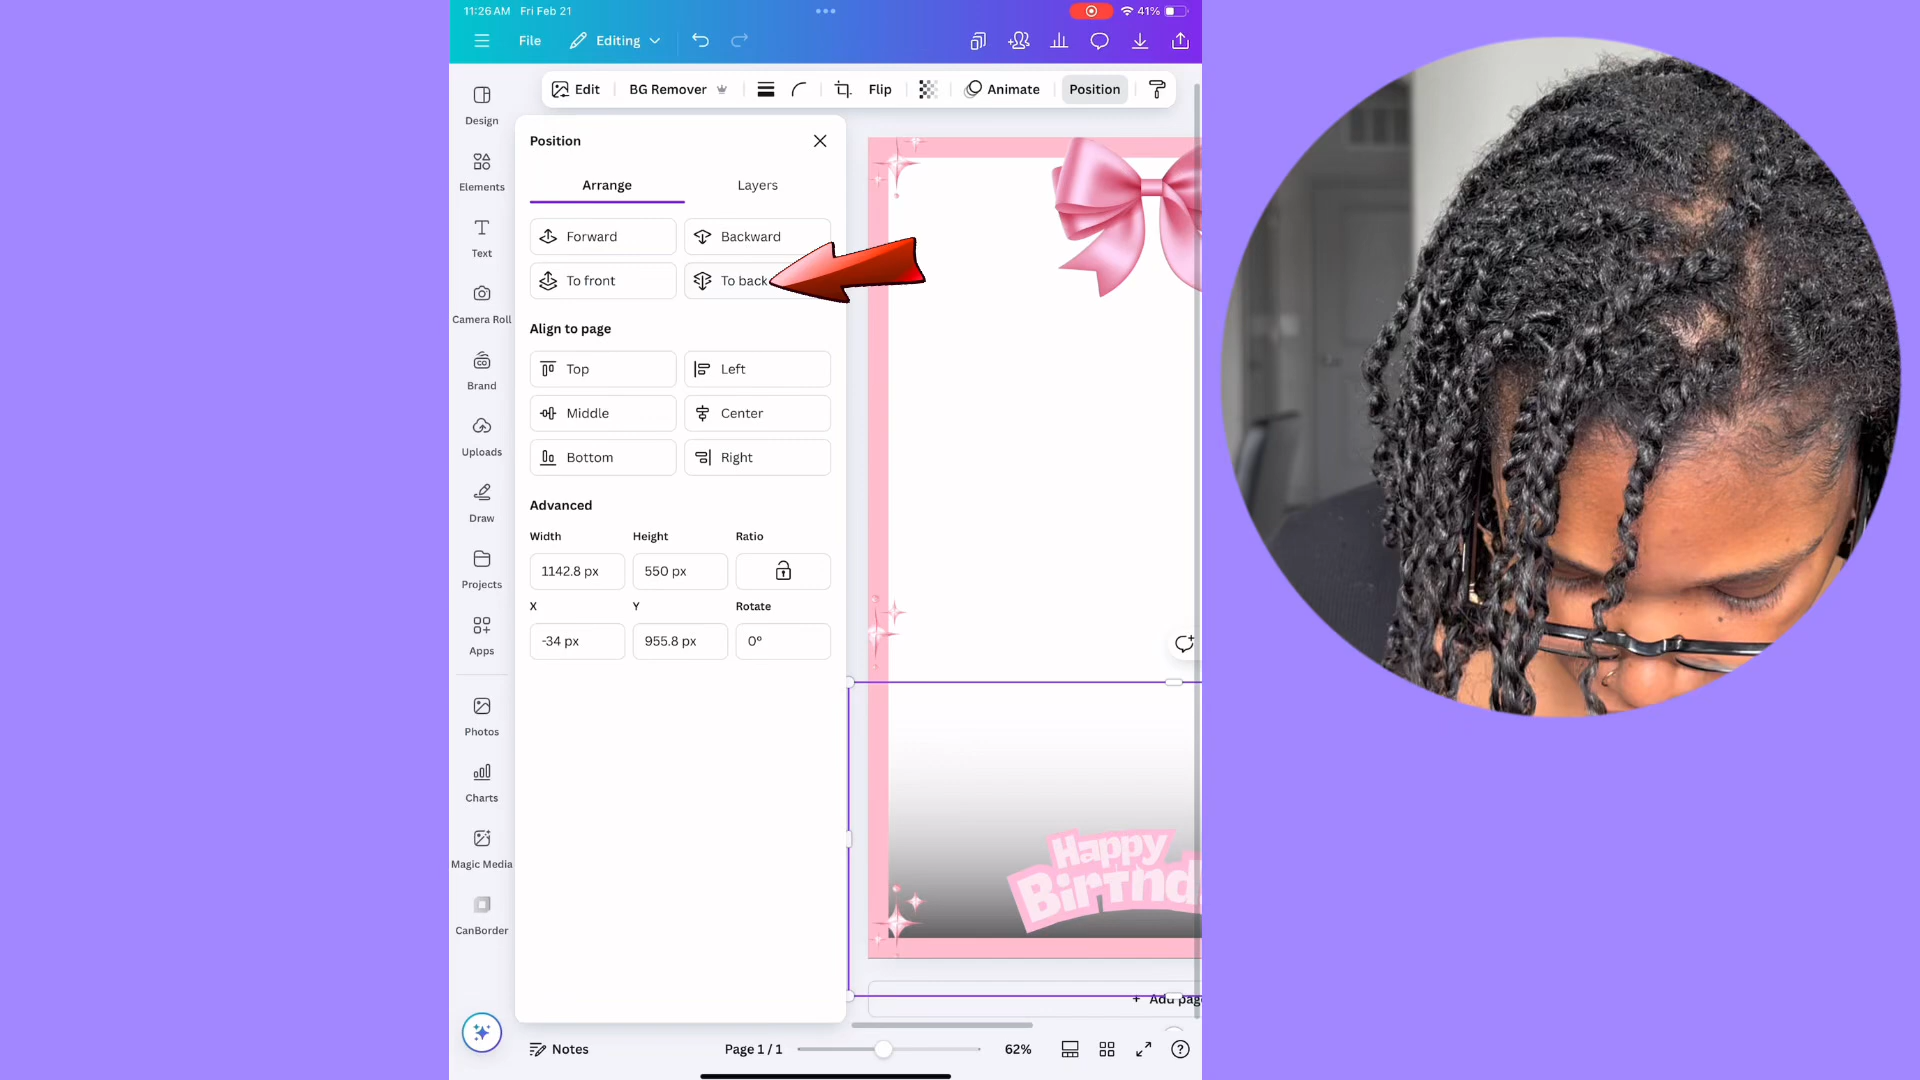 11:26 AM Fri Feb 21
41%
File
Editing
Edit
BG Remover
Flip
Animate
Position
Design
Elements
Text
Camera Roll
Brand
Uploads
Draw
Projects
Apps
Photos
Charts
Magic Media
CanBorder
Position
Arrange
Layers
Forward
Backward
To front
To back
Align to page
Top
Left
Middle
Center
Bottom
Right
Advanced
Width
Height
Ratio
1142.8 px
550 px
X
Y
Rotate
-34 px
955.8 px
0°
Happy
Birthd
+ Add page
Notes
Page 1 / 1
62%